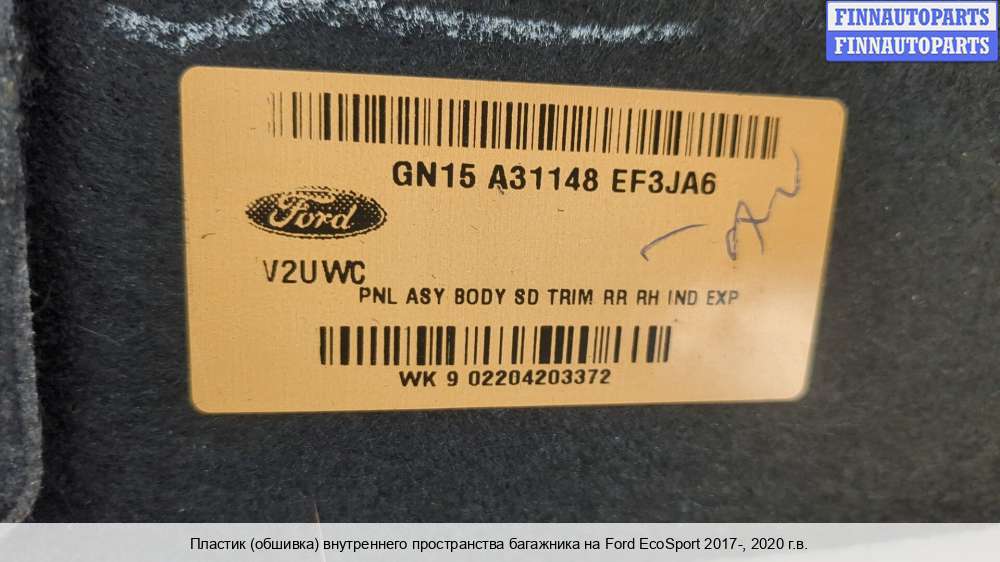 FINNAUTOPARTS
FINNAUTOPARTS
GN15 A31148 EF3JA6
Ford
V2UWC
PNL ASY BODY SD TRIM RR RH IND EXP
WK 9 02204203372
Пластик (обшивка) внутреннего пространства багажника на Ford EcoSport 2017-, 2020 г.в.